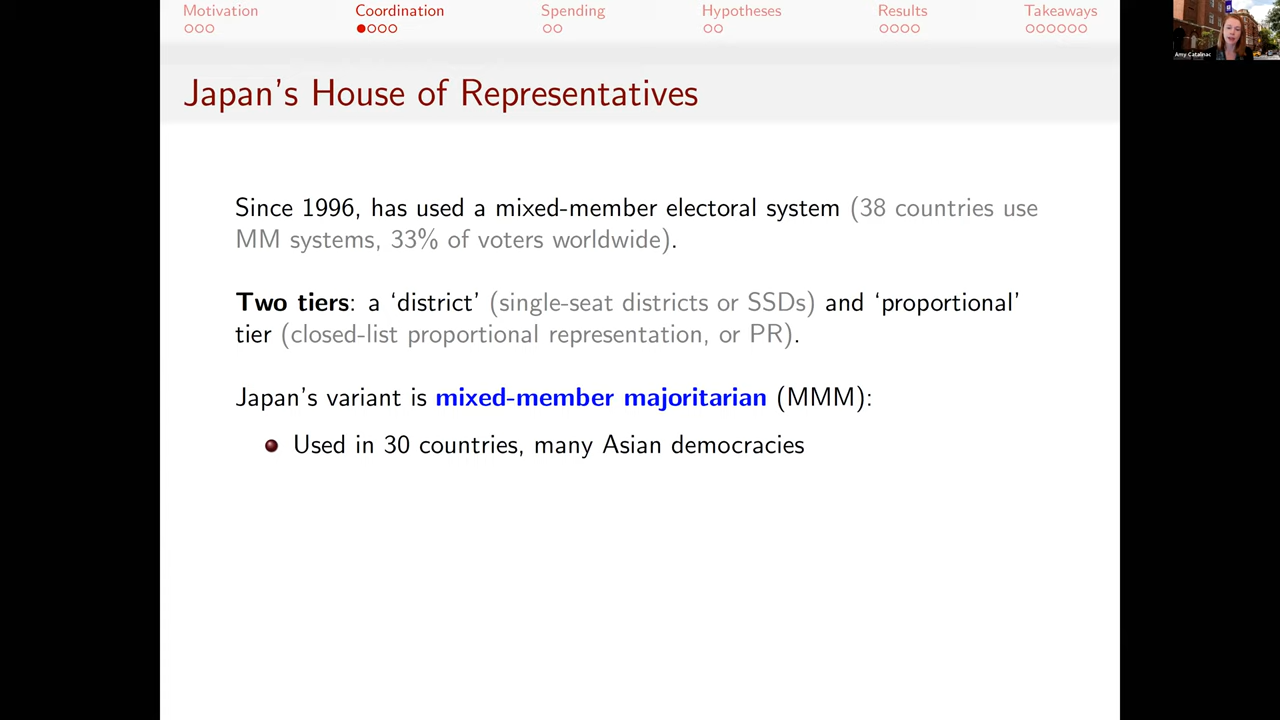 Motivation Coordination Spending Hypotheses Results Takeaways
Amy Catalinac
Japan's House of Representatives
Since 1996, has used a mixed-member electoral system (38 countries use
MM systems, 33% of voters worldwide).
Two tiers: a ‘district’ (single-seat districts or SSDs) and ‘proportional’
tier (closed-list proportional representation, or PR).
Japan's variant is mixed-member majoritarian (MMM):
Used in 30 countries, many Asian democracies